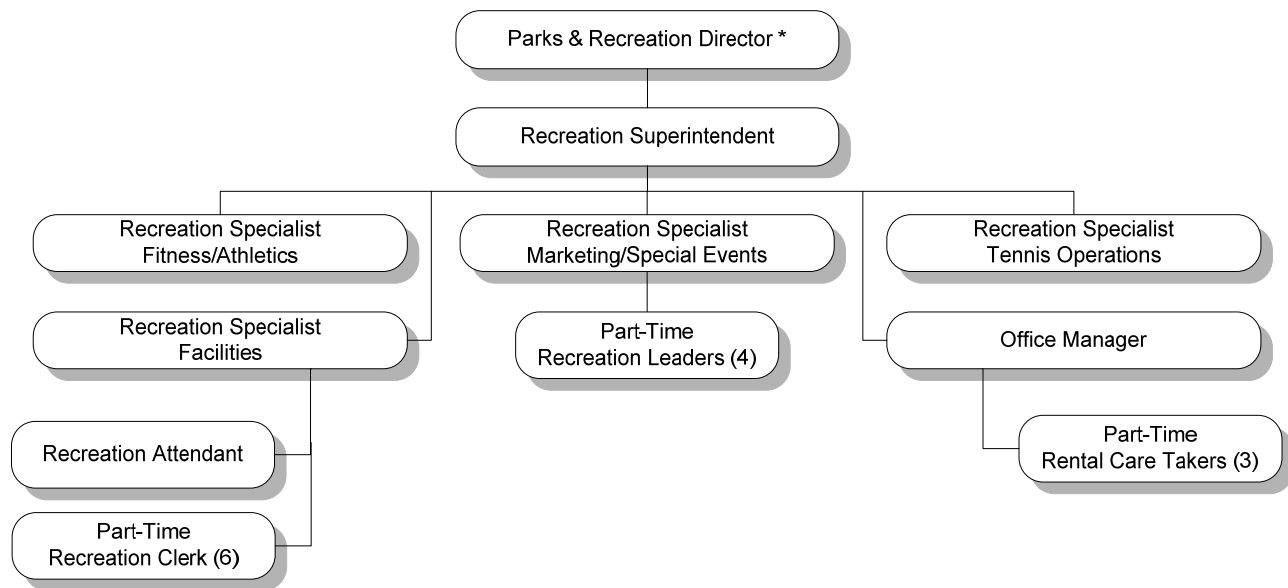 Parks & Recreation Director *
Recreation Superintendent
Recreation Specialist
Fitness/Athletics
Recreation Specialist
Marketing/Special Events
Recreation Specialist
Tennis Operations
Recreation Specialist
Facilities
Part-Time
Recreation Leaders (4)
Office Manager
Recreation Attendant
Part-Time
Rental Care Takers (3)
Part-Time
Recreation Clerk (6)